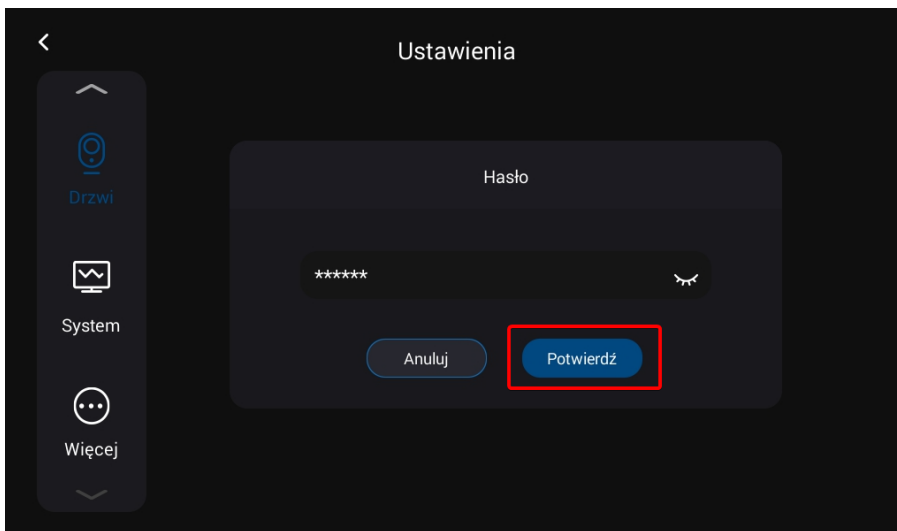 Ustawienia
Drzwi
System
Więcej
Hasło
******
Anuluj
Potwierdź